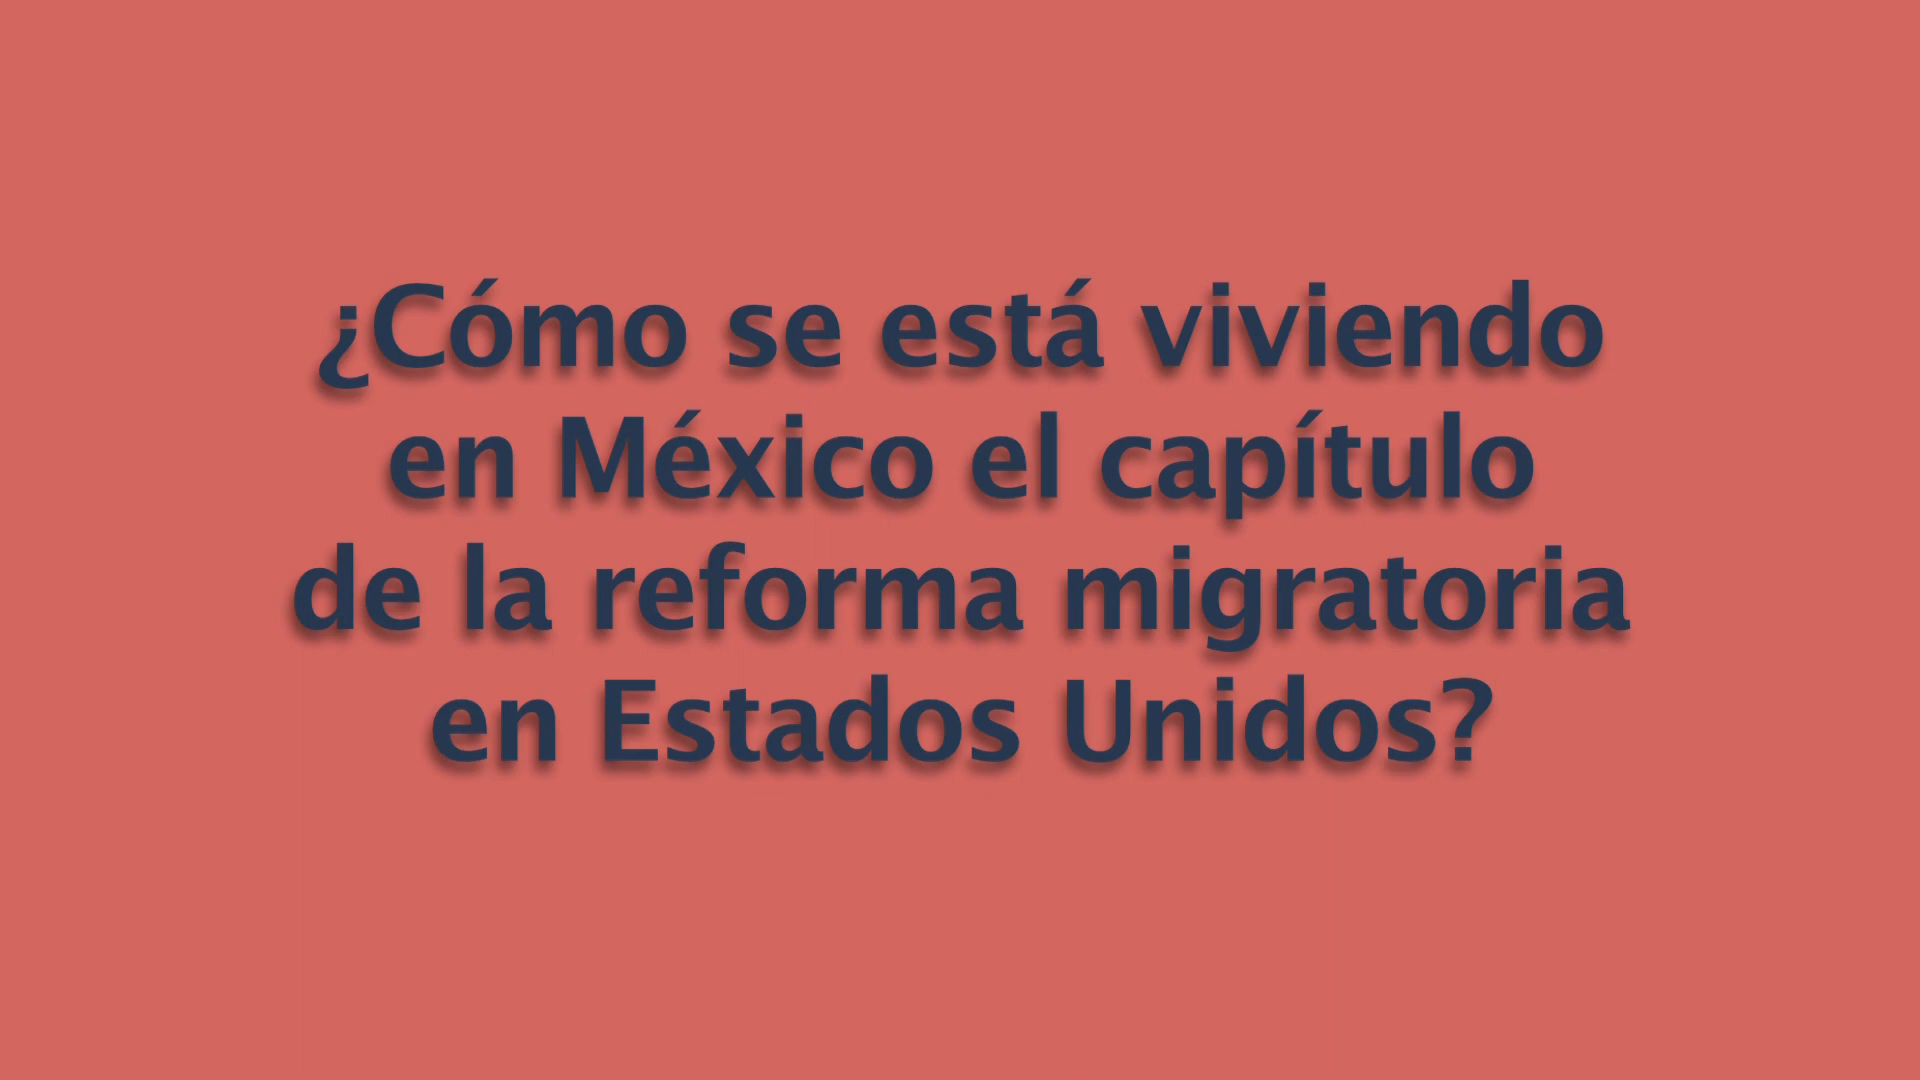 ¿Cómo se está viviendo
en México el capítulo
de la reforma migratoria
en Estados Unidos?